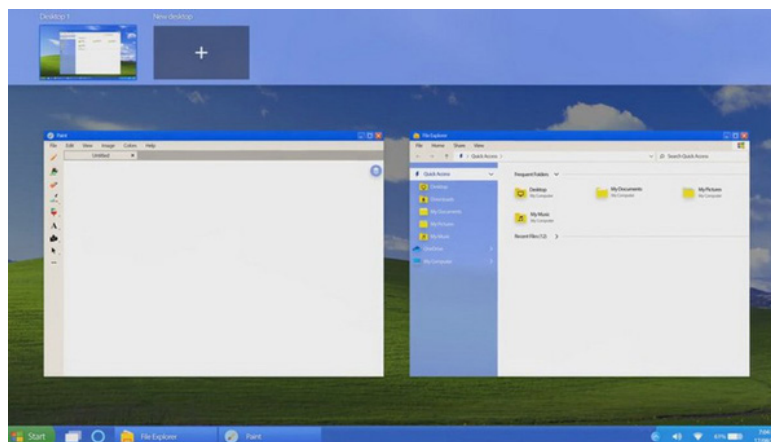 Desktop 1
New desktop
Paint
File Edit View Image Colors Help
Untitled
File Explorer
File Home Share View
Quick Access
Search Quick Access
Quick Access
Desktop
Downloads
My Documents
My Pictures
My Music
OneDrive
My Computer
Frequent Folders
Desktop
My Computer
My Documents
My Computer
My Pictures
My Computer
My Music
My Computer
Recent Files (12)
Start
File Explorer
Paint